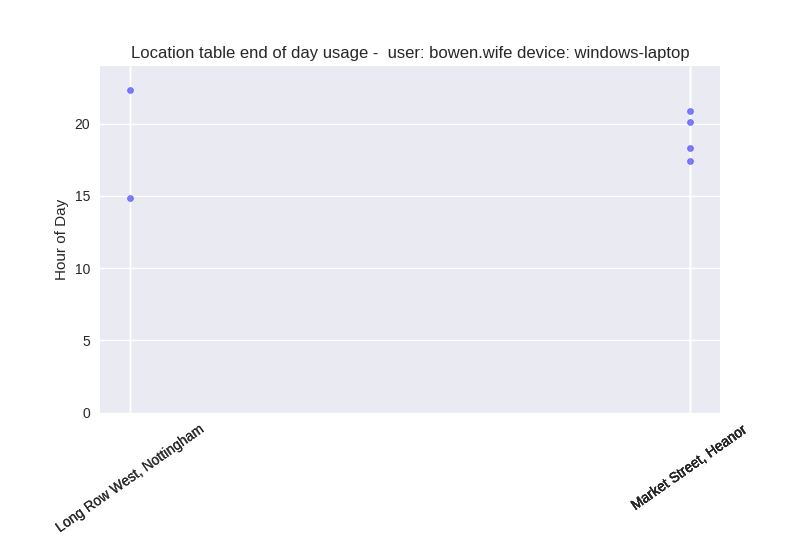 Location table end of day usage -  user: bowen.wife device: windows-laptop
Hour of Day
20
15
10
5
0
Long Row West, Nottingham
Market Street, Heanor